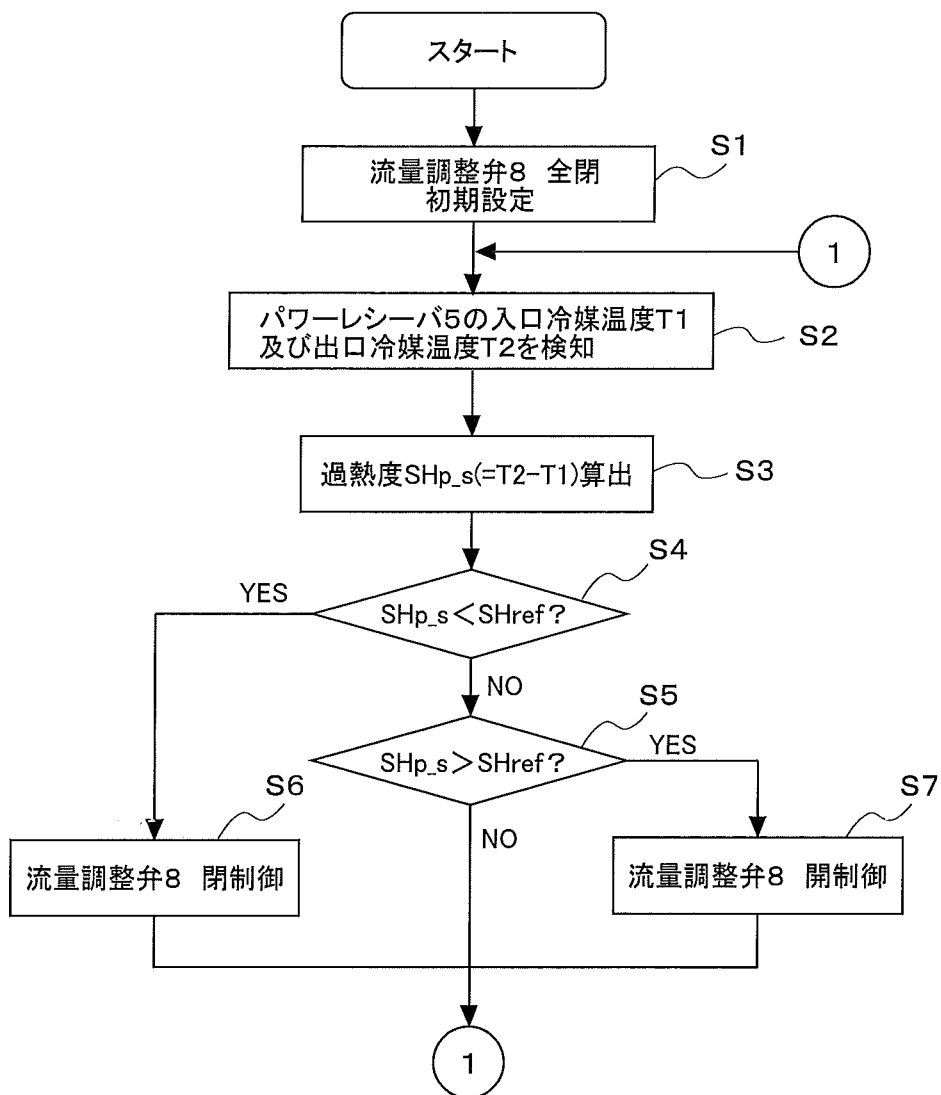 スタート
S1
流量調整弁8 全閉
初期設定
1
パワーレシーバ5の入口冷媒温度T1
及び出口冷媒温度T2を検知
S2
過熱度SHp_s(=T2-T1)算出
S3
S4
YES
SHp_s＜SHref?
NO
S5
SHp_s＞SHref?
YES
S6
S7
NO
流量調整弁8 閉制御
流量調整弁8 開制御
1